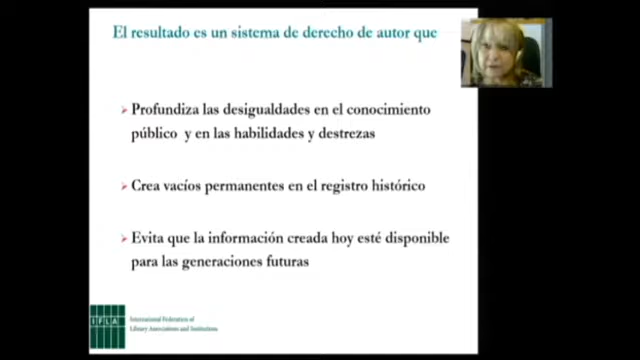 El resultado es un sistema de derecho de autor que
Profundiza las desigualdades en el conocimiento
público y en las habilidades y destrezas
Crea vacíos permanentes en el registro histórico
Evita que la información creada hoy esté disponible
para las generaciones futuras
IFLA
International Federation of
Library Associations and Institutions